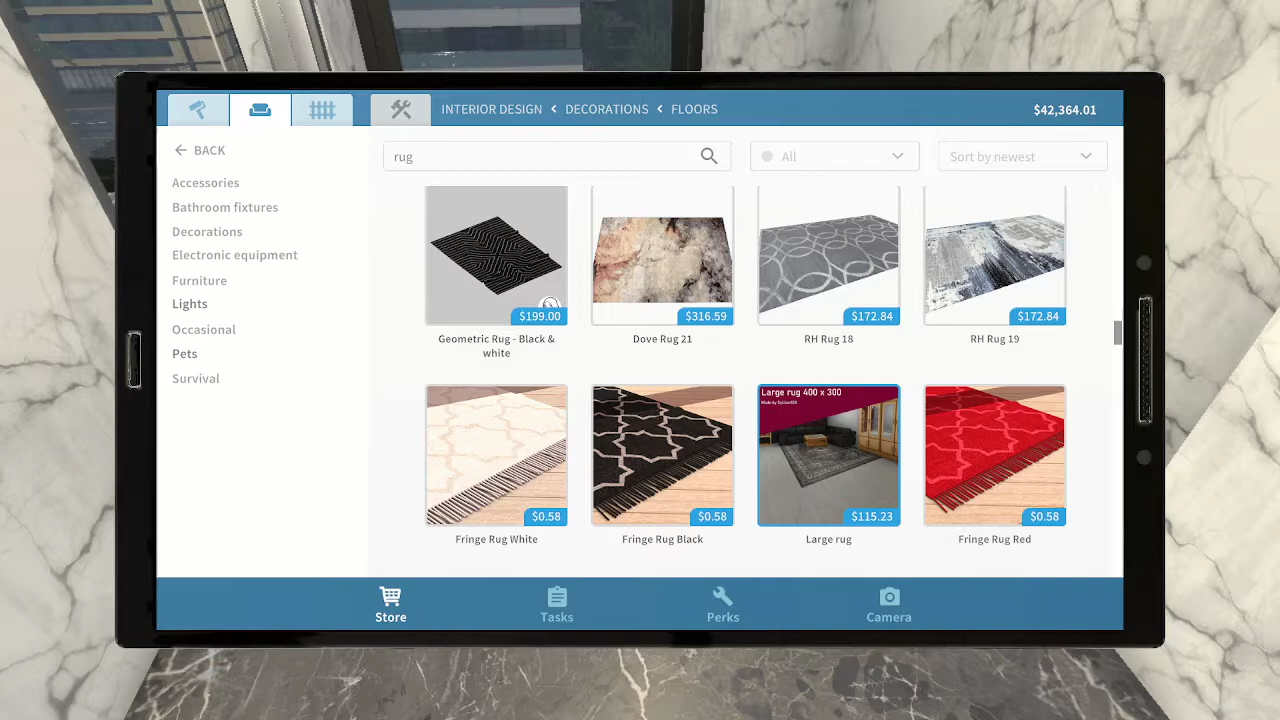 INTERIOR DESIGN < DECORATIONS < FLOORS
$42,364.01
BACK
rug
All
Sort by newest
Accessories
Bathroom fixtures
Decorations
Electronic equipment
Furniture
Lights
Occasional
Pets
Survival
$199.00
$316.59
$172.84
$172.84
Geometric Rug - Black &
white
Dove Rug 21
RH Rug 18
RH Rug 19
Large rug 400 x 300
$0.58
$0.58
$115.23
$0.58
Fringe Rug White
Fringe Rug Black
Large rug
Fringe Rug Red
Store
Tasks
Perks
Camera